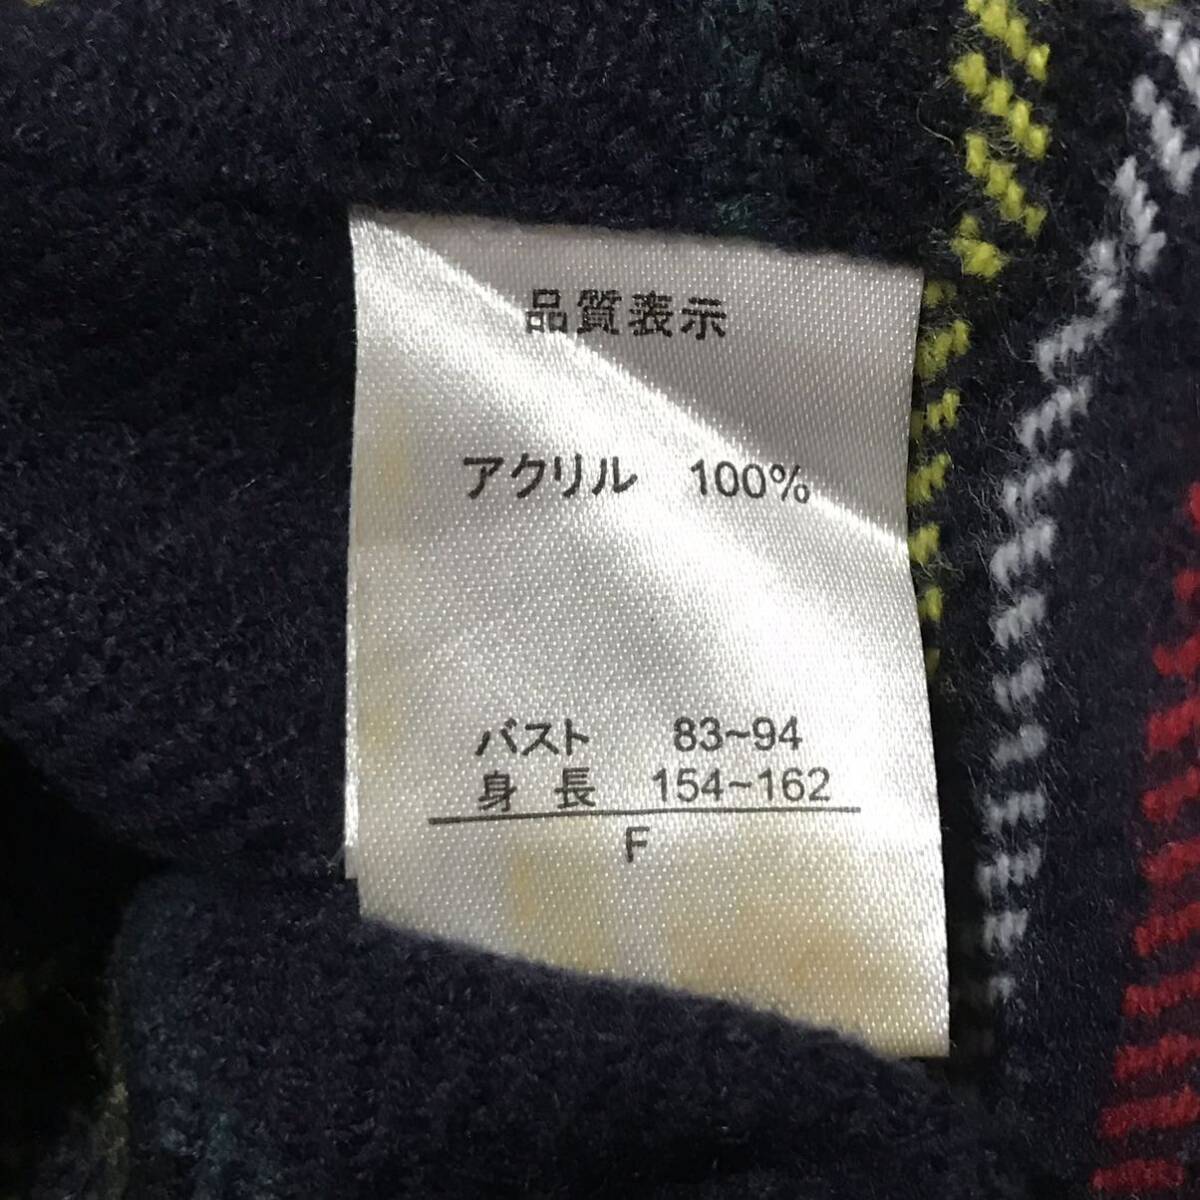 品質表示
アクリル 100%
バスト 83~94
身長 154~162
F